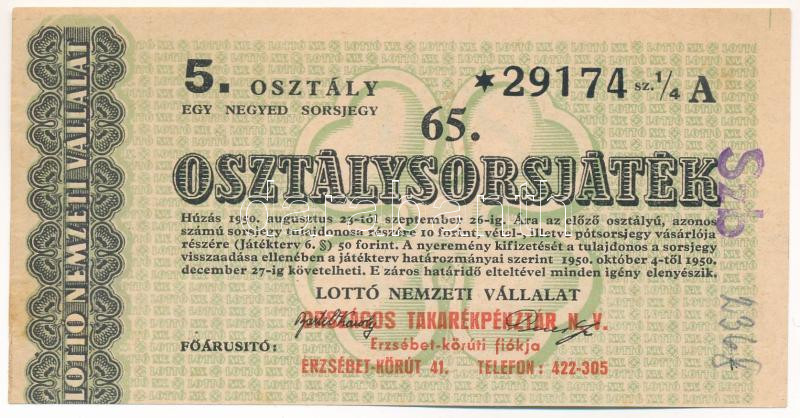 LOTTÓ NEMZETI VÁLLALAT
5. OSZTÁLY
EGY NEGYED SORSJEGY
*29174 sz. 1/4 A
65.
OSZTÁLYSORSJÁTÉK
Húzás 1950. augusztus 23-tól szeptember 26-ig. Ára az előző osztályú, azonos
számú sorsjegy tulajdonosa részére 10 forint, vétel-, illetve pótsorsjegy vásárlója
részére (Játékterv 6. §) 50 forint. A nyeremény kifizetését a tulajdonos a sorsjegy
visszaadása ellenében a játékterv határozmányai szerint 1950. október 4-től 1950.
december 27-ig követelheti. E záros határidő elteltével minden igény elenyészik.
LOTTÓ NEMZETI VÁLLALAT
ORSZÁGOS TAKARÉKPÉNZTÁR N. V.
Erzsébet-körúti fiókja
FŐÁRUSITÓ:
ERZSÉBET-KÖRÚT 41. TELEFON: 422-305
Szb